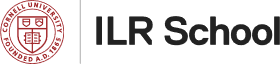 CORNELL UNIVERSITY
FOUNDED A.D. 1865
ILR School